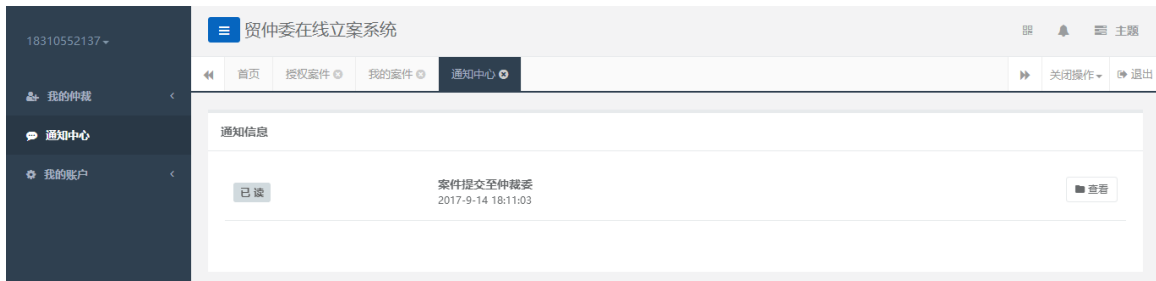 18310552137
贸仲委在线立案系统
主题
首页 授权案件 我的案件 通知中心 关闭操作 退出
我的仲裁
通知中心
我的账户
通知信息
已读 案件提交至仲裁委 查看
2017-9-14 18:11:03